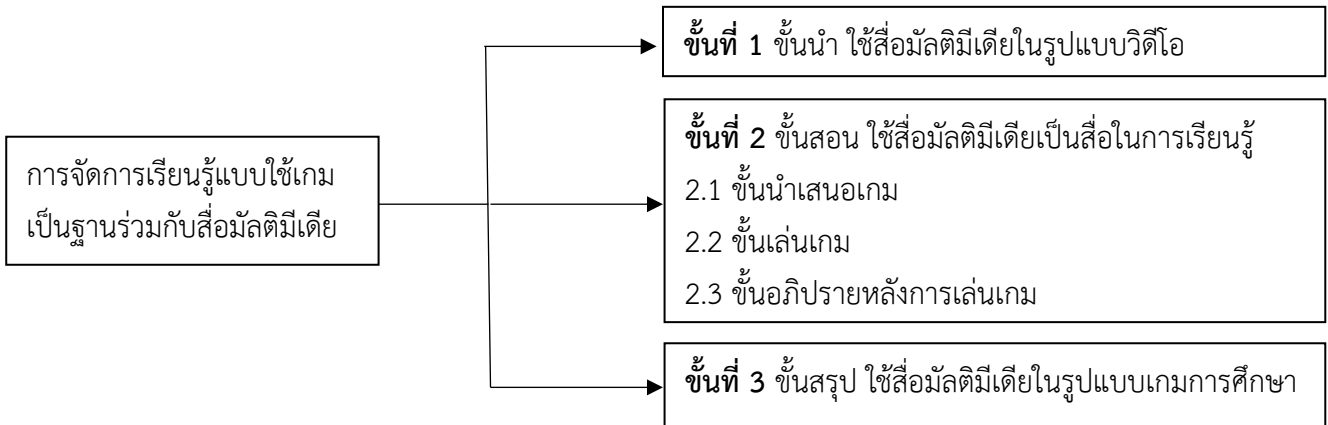 การจัดการเรียนรู้แบบใช้เกม
เป็นฐานร่วมกับสื่อมัลติมีเดีย
ขั้นที่ 1 ขั้นนำ ใช้สื่อมัลติมีเดียในรูปแบบวิดีโอ
ขั้นที่ 2 ขั้นสอน ใช้สื่อมัลติมีเดียเป็นสื่อในการเรียนรู้
2.1 ขั้นนำเสนอเกม
2.2 ขั้นเล่นเกม
2.3 ขั้นอภิปรายหลังการเล่นเกม
ขั้นที่ 3 ขั้นสรุป ใช้สื่อมัลติมีเดียในรูปแบบเกมการศึกษา